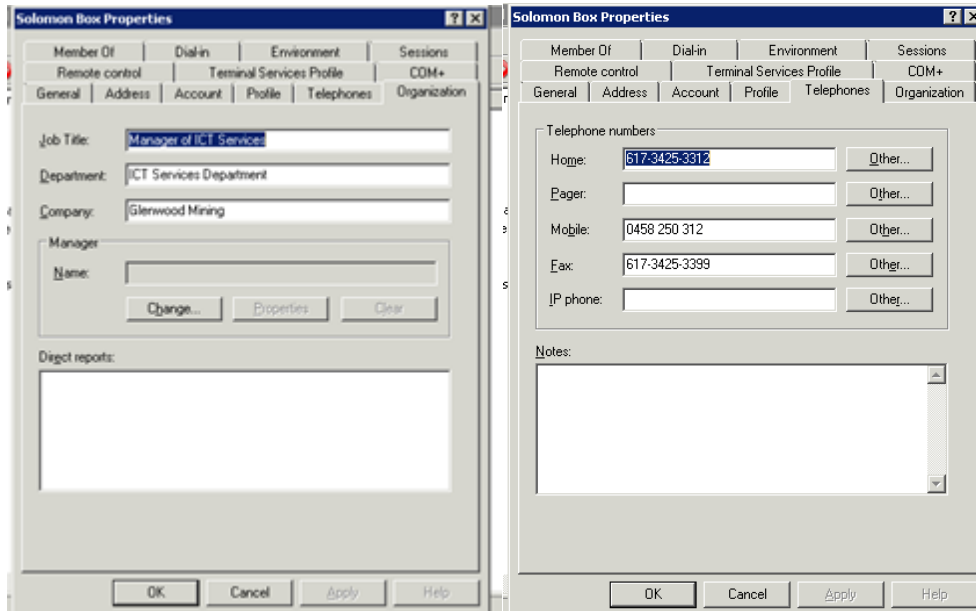 Solomon Box Properties
Member Of Dial-in Environment Sessions
Remote control Terminal Services Profile COM+
General Address Account Profile Telephones Organization
Job Title: Manager of ICT Services
Department: ICT Services Department
Company: Glenwood Mining
Manager
Name:
Change... Properties Clear
Direct reports:
OK Cancel Apply Help
Solomon Box Properties
Member Of Dial-in Environment Sessions
Remote control Terminal Services Profile COM+
General Address Account Profile Telephones Organization
Telephone numbers
Home: 617-3425-3312 Other...
Pager: Other...
Mobile: 0458 250 312 Other...
Fax: 617-3425-3399 Other...
IP phone: Other...
Notes:
OK Cancel Apply Help